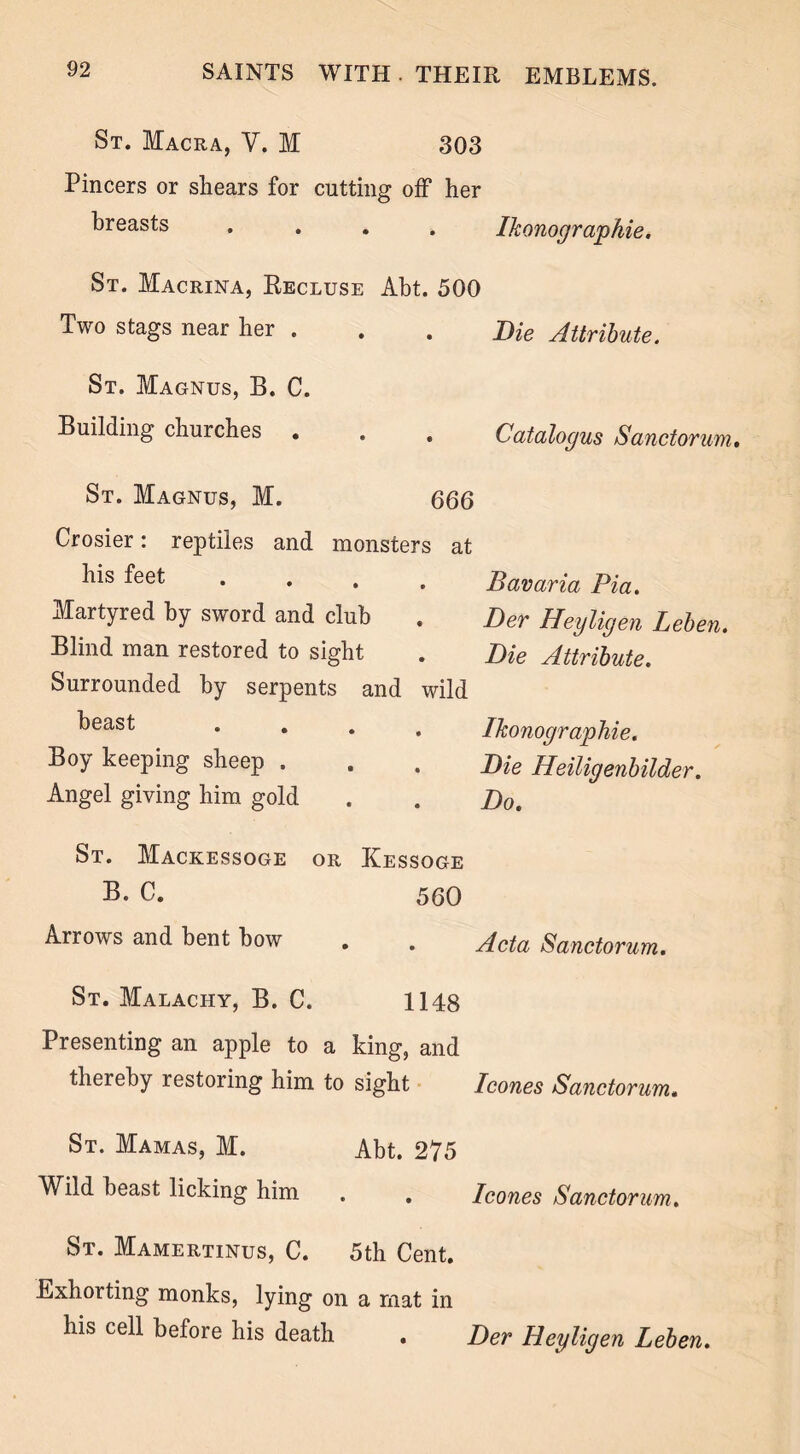 92 SAINTS WITH. THEIR EMBLEMS.
St. Macra, V. M 303
Pincers or shears for cutting off her
breasts . . . . Ikonographie.
St. Macrina, Recluse Abt. 500
Two stags near her . . . Die Attribute.
St. Magnus, B. C.
Building churches . . . Catalogus Sanctorum.
St. Magnus, M. 666
Crosier: reptiles and monsters at
his feet . . . . Bavaria Pia.
Martyred by sword and club . Der Heyligen Leben.
Blind man restored to sight . Die Attribute.
Surrounded by serpents and wild
beast . . . . Ikonographie.
Boy keeping sheep . . . Die Heiligenbilder.
Angel giving him gold . . Do.
St. Mackessoge or Kessoge
B. C. 560
Arrows and bent bow . . Acta Sanctorum.
St. Malachy, B. C. 1148
Presenting an apple to a king, and
thereby restoring him to sight Icones Sanctorum.
St. Mamas, M. Abt. 275
Wild beast licking him . . Icones Sanctorum.
St. Mamertinus, C. 5th Cent.
Exhorting monks, lying on a mat in
his cell before his death . Der Heyligen Leben.